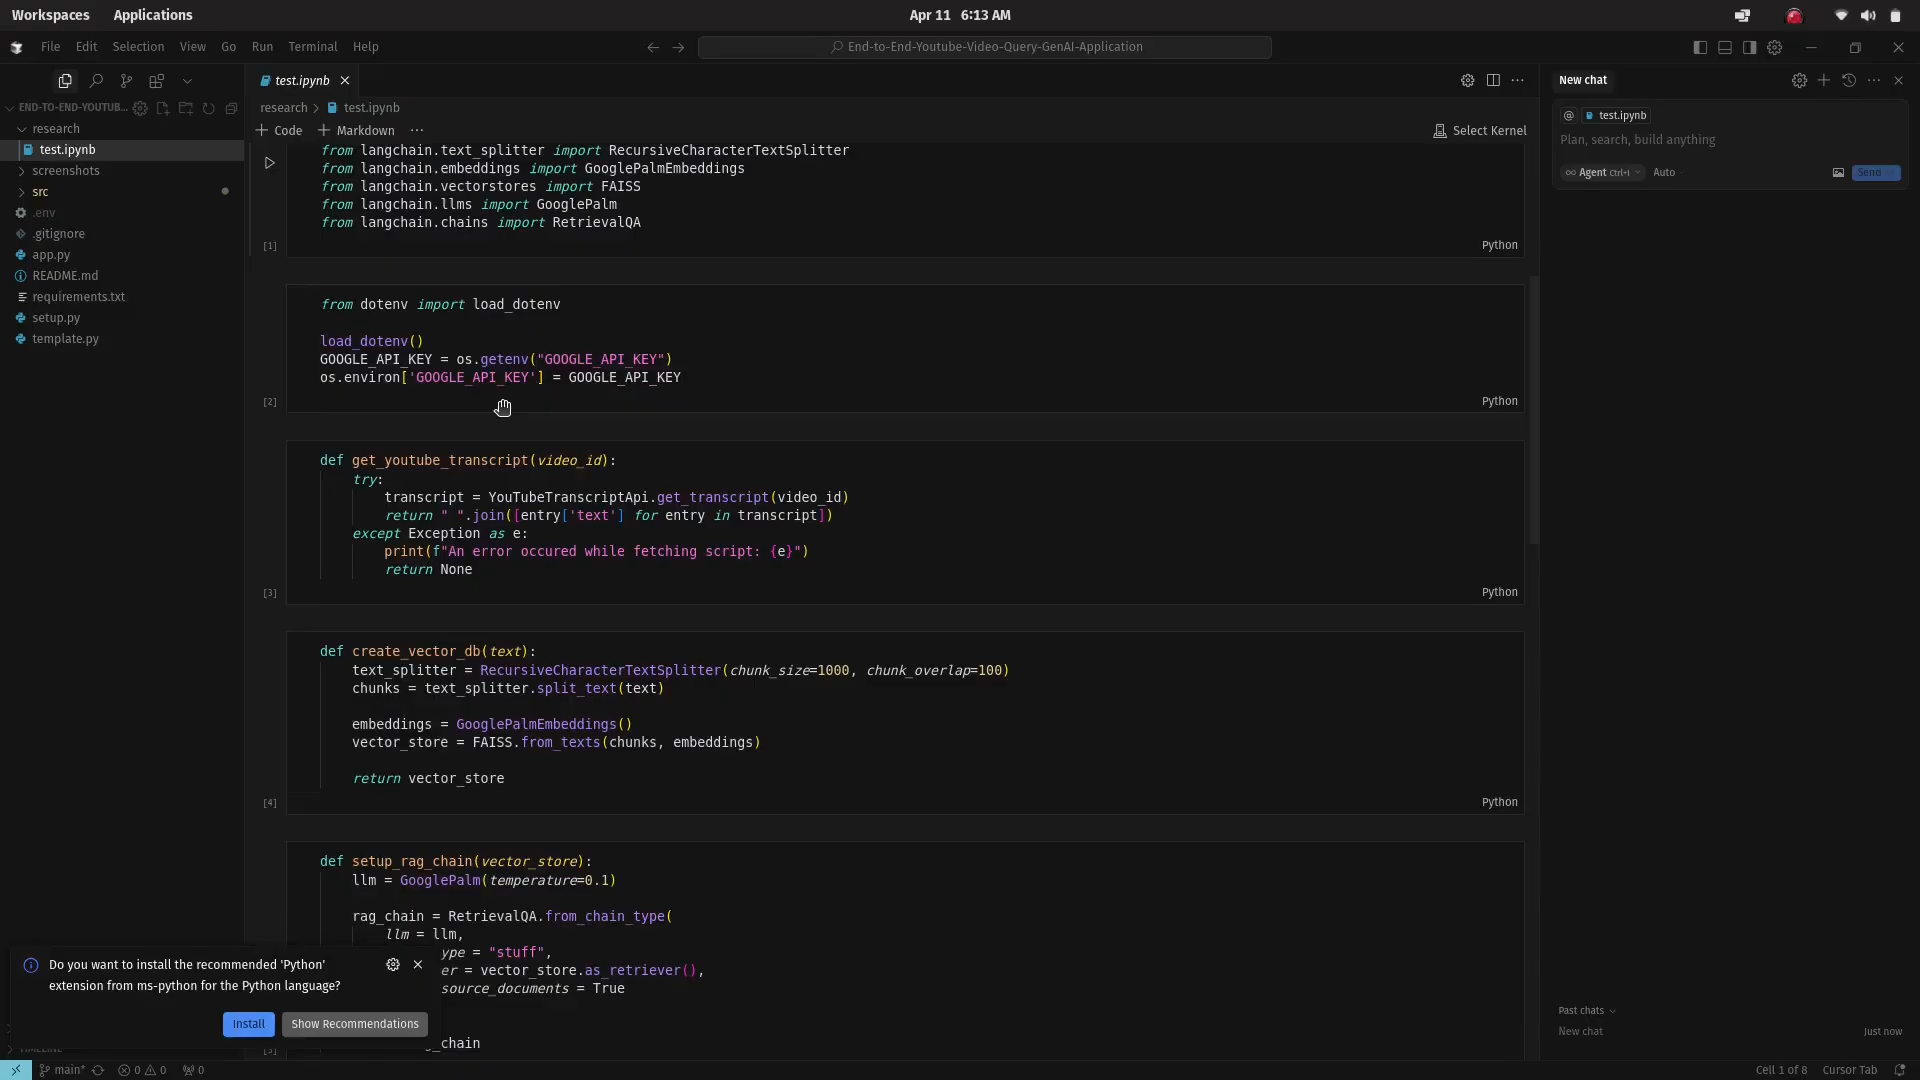 Workspaces Applications Apr 11 6:13 AM
File Edit Selection View Go Run Terminal Help End-to-End-Youtube-Video-Query-GenAI-Application
END-TO-END-YOUTUB...
research
test.ipynb
screenshots
src
.env
.gitignore
app.py
README.md
requirements.txt
setup.py
template.py
test.ipynb
research > test.ipynb
+ Code + Markdown ... Select Kernel
from langchain.text_splitter import RecursiveCharacterTextSplitter
from langchain.embeddings import GooglePalmEmbeddings
from langchain.vectorstores import FAISS
from langchain.llms import GooglePalm
from langchain.chains import RetrievalQA
[1] Python
from dotenv import load_dotenv
load_dotenv()
GOOGLE_API_KEY = os.getenv("GOOGLE_API_KEY")
os.environ['GOOGLE_API_KEY'] = GOOGLE_API_KEY
[2] Python
def get_youtube_transcript(video_id):
try:
transcript = YouTubeTranscriptApi.get_transcript(video_id)
return " ".join([entry['text'] for entry in transcript])
except Exception as e:
print(f"An error occured while fetching script: {e}")
return None
[3] Python
def create_vector_db(text):
text_splitter = RecursiveCharacterTextSplitter(chunk_size=1000, chunk_overlap=100)
chunks = text_splitter.split_text(text)
embeddings = GooglePalmEmbeddings()
vector_store = FAISS.from_texts(chunks, embeddings)
return vector_store
[4] Python
def setup_rag_chain(vector_store):
llm = GooglePalm(temperature=0.1)
rag_chain = RetrievalQA.from_chain_type(
llm = llm,
ype = "stuff",
er = vector_store.as_retriever(),
source_documents = True
_chain
Do you want to install the recommended 'Python'
extension from ms-python for the Python language?
Install Show Recommendations
New chat
@ test.ipynb
Plan, search, build anything
∞ Agent Ctrl+I Auto Send
Past chats
New chat Just now
main* 0 0 0 Cell 1 of 8 Cursor Tab